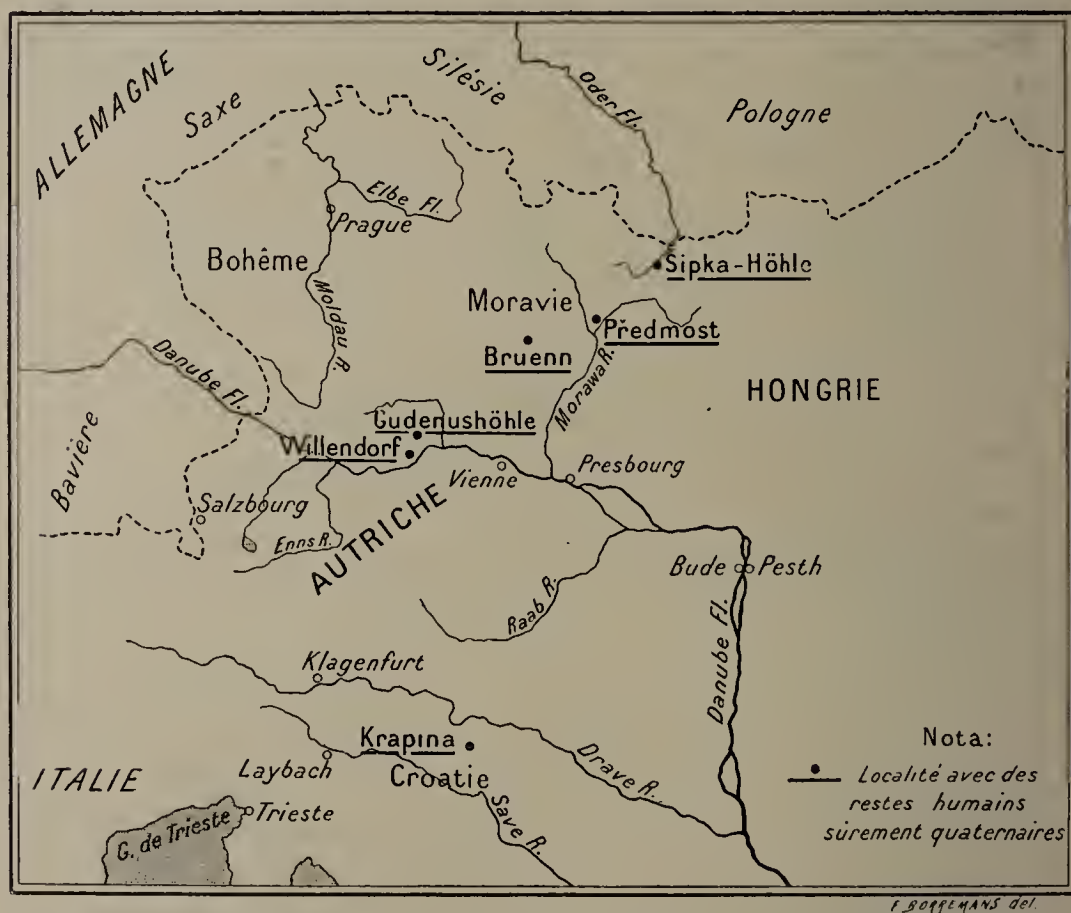 ALLEMAGNE
Saxe
Silésie
Oder Fl.
Pologne
Elbe Fl.
Prague
Bohême
Moldau R.
Sipka-Höhle
Moravie
Předmost
Bruenn
Morawa R.
HONGRIE
Danube Fl.
Bavière
Gudenushöhle
Willendorf
Vienne
Presbourg
Salzbourg
Enns R.
AUTRICHE
Raab R.
Bude
Pesth
Danube Fl.
Klagenfurt
Krapina
Laybach
Croatie
Drave R.
Save R.
ITALIE
G. de Trieste
Trieste
Nota:
Localité avec des
restes humains
sûrement quaternaires
F. BORREMANS del.